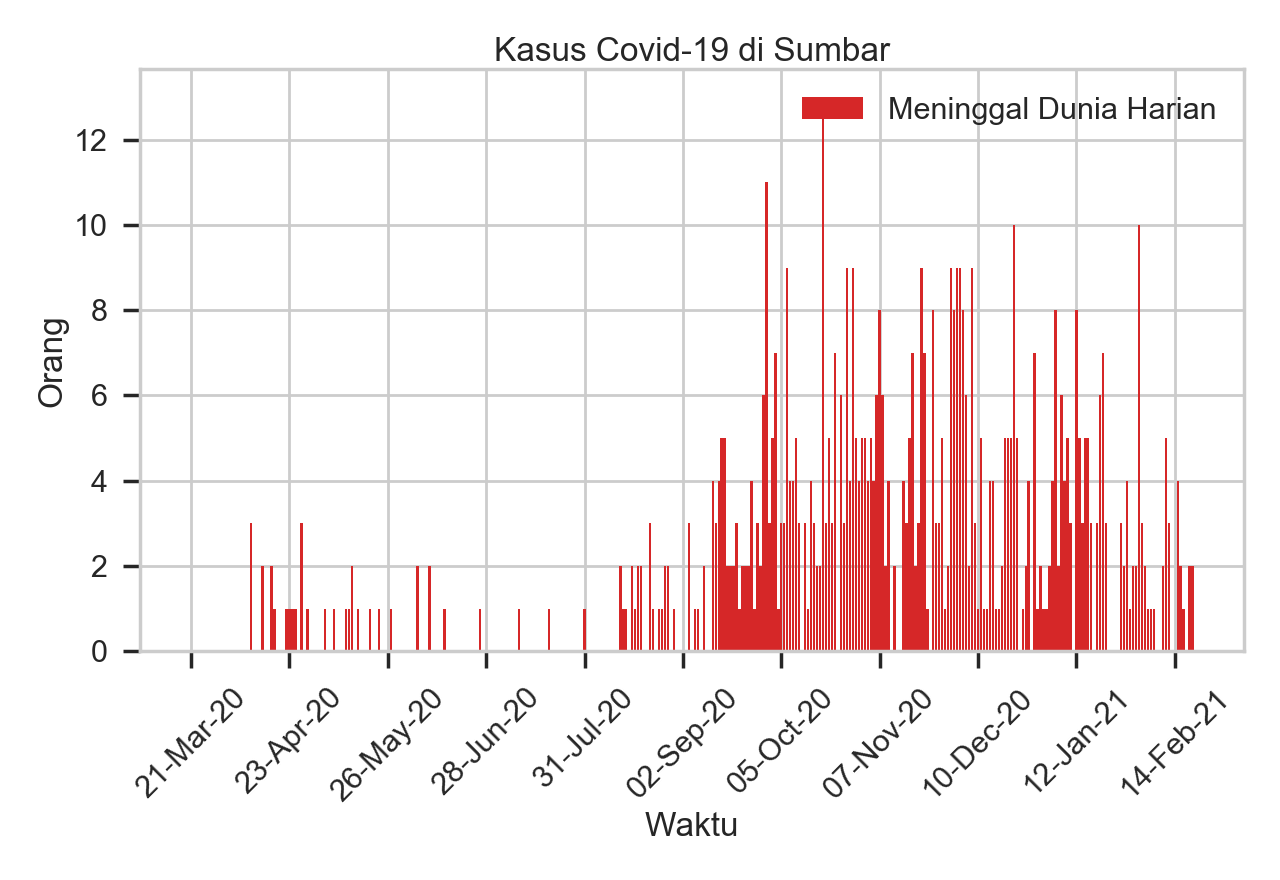 Kasus Covid-19 di Sumbar
Meninggal Dunia Harian
12
10
8
6
4
2
0
Orang
21-Mar-20
23-Apr-20
26-May-20
28-Jun-20
31-Jul-20
02-Sep-20
05-Oct-20
07-Nov-20
10-Dec-20
12-Jan-21
14-Feb-21
Waktu